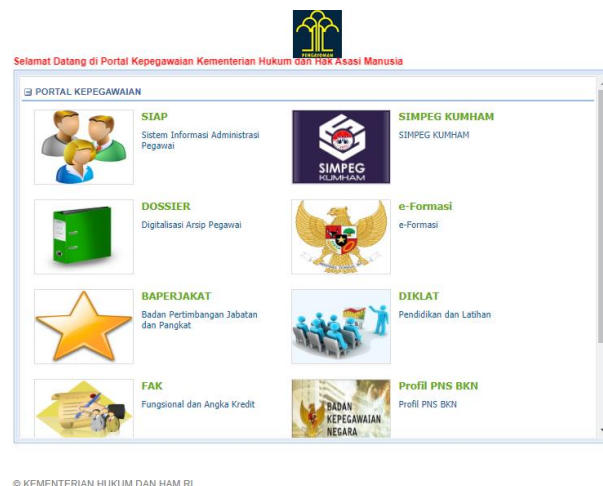 PENGAYOMAN
Selamat Datang di Portal Kepegawaian Kementerian Hukum dan Hak Asasi Manusia
PORTAL KEPEGAWAIAN
SIAP
Sistem Informasi Administrasi
Pegawai
SIMPEG
KUMHAM
SIMPEG KUMHAM
SIMPEG KUMHAM
DOSSIER
Digitalisasi Arsip Pegawai
e-Formasi
e-Formasi
BAPERJAKAT
Badan Pertimbangan Jabatan
dan Pangkat
DIKLAT
Pendidikan dan Latihan
FAK
Fungsional dan Angka Kredit
BADAN
KEPEGAWAIAN
NEGARA
Profil PNS BKN
Profil PNS BKN
© KEMENTERIAN HUKUM DAN HAM RI